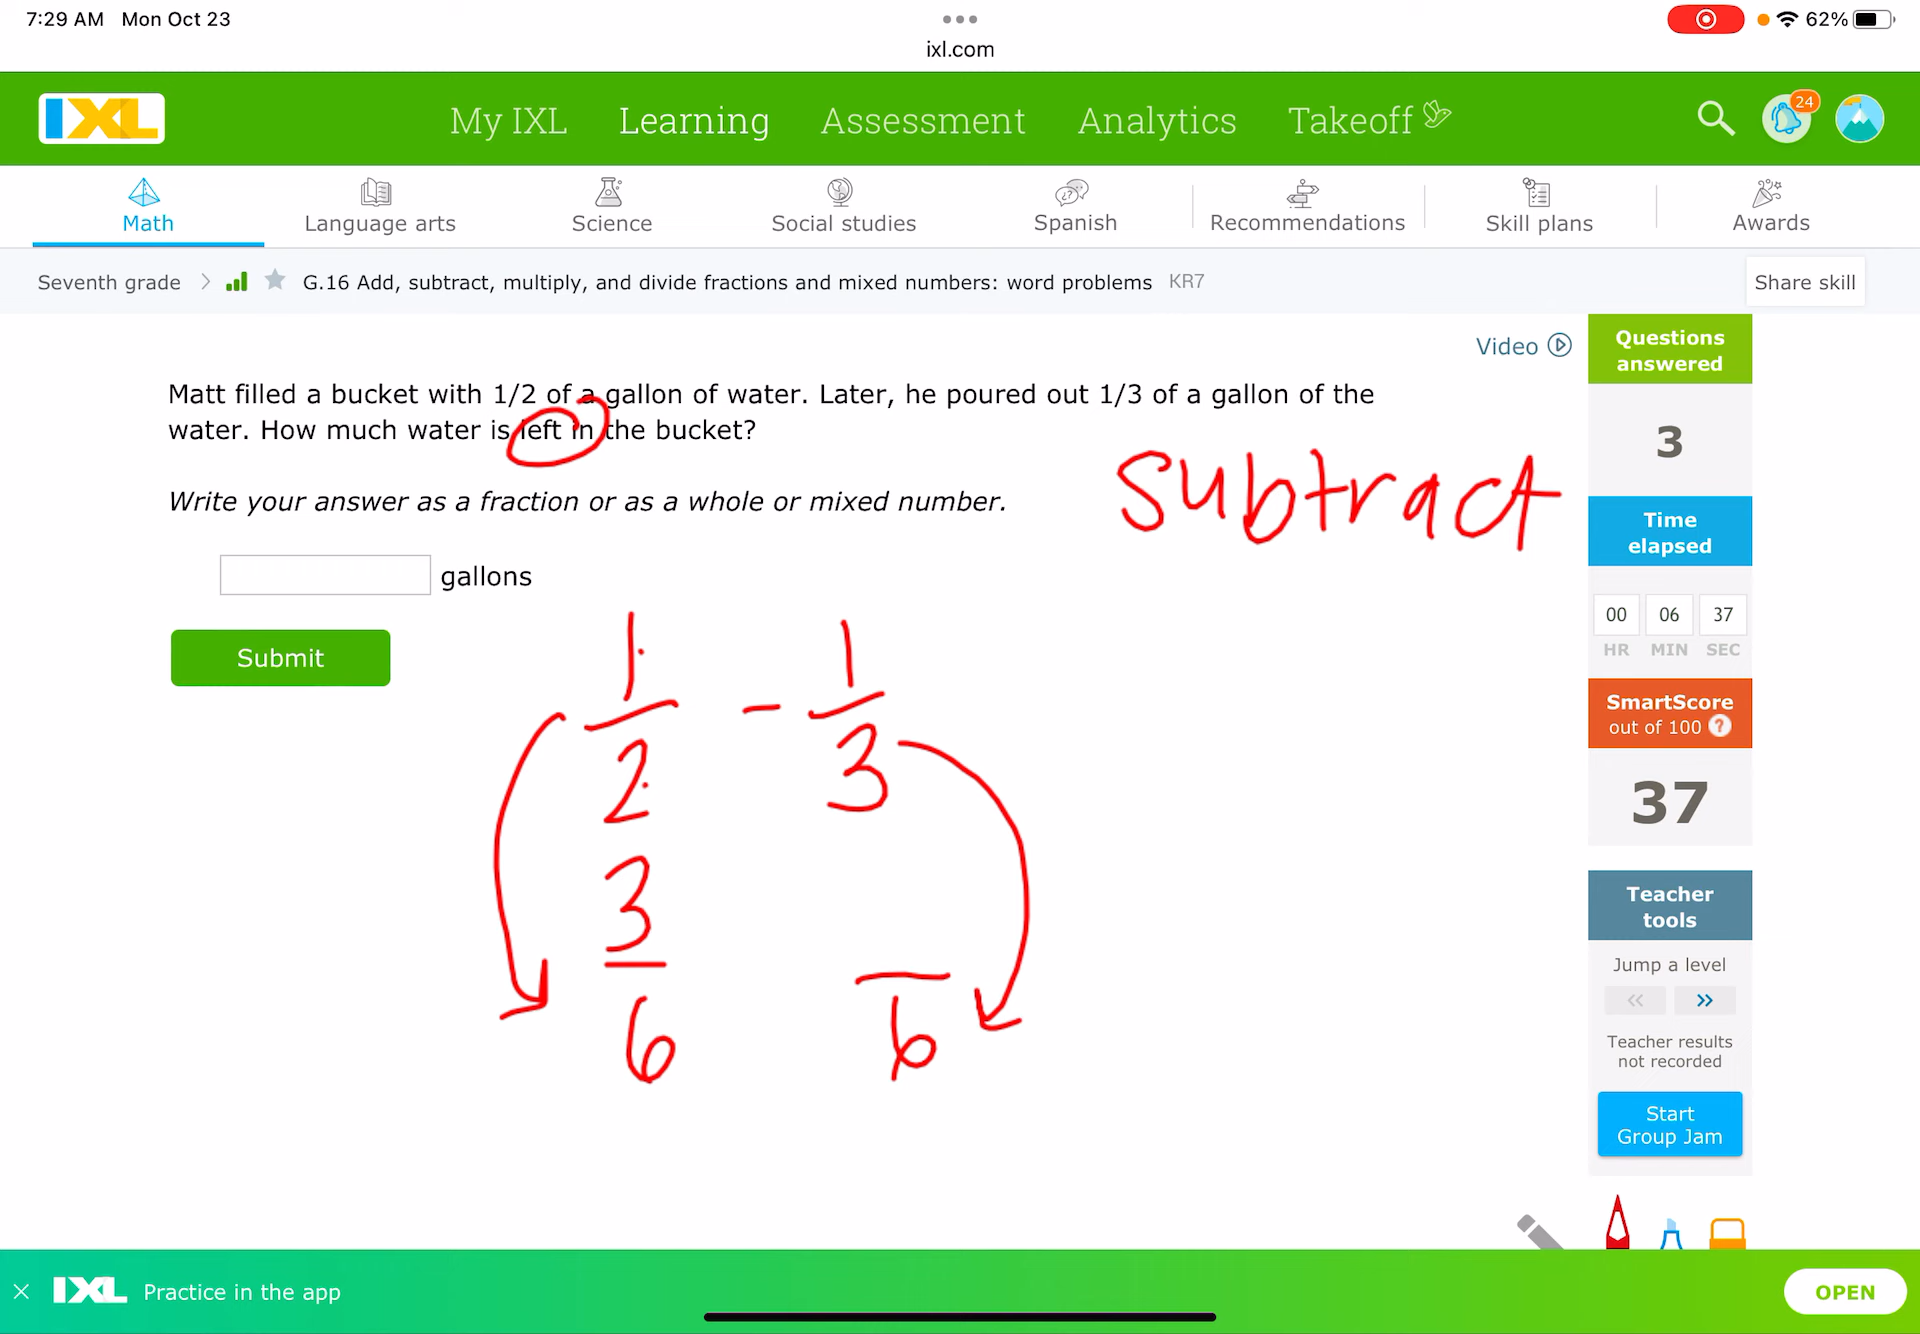 7:29 AM Mon Oct 23
62%
ixl.com
IXL
My IXL
Learning
Assessment
Analytics
Takeoff
24
Math
Language arts
Science
Social studies
Spanish
Recommendations
Skill plans
Awards
Seventh grade
G.16 Add, subtract, multiply, and divide fractions and mixed numbers: word problems KR7
Share skill
Video
Matt filled a bucket with 1/2 of a gallon of water. Later, he poured out 1/3 of a gallon of the
water. How much water is left in the bucket?
subtract
Write your answer as a fraction or as a whole or mixed number.
gallons
Submit
1/2 - 1/3
3/6
/6
Questions
answered
3
Time
elapsed
00 06 37
HR MIN SEC
SmartScore
out of 100 ?
37
Teacher
tools
Jump a level
<< >>
Teacher results
not recorded
Start
Group Jam
× IXL Practice in the app
OPEN